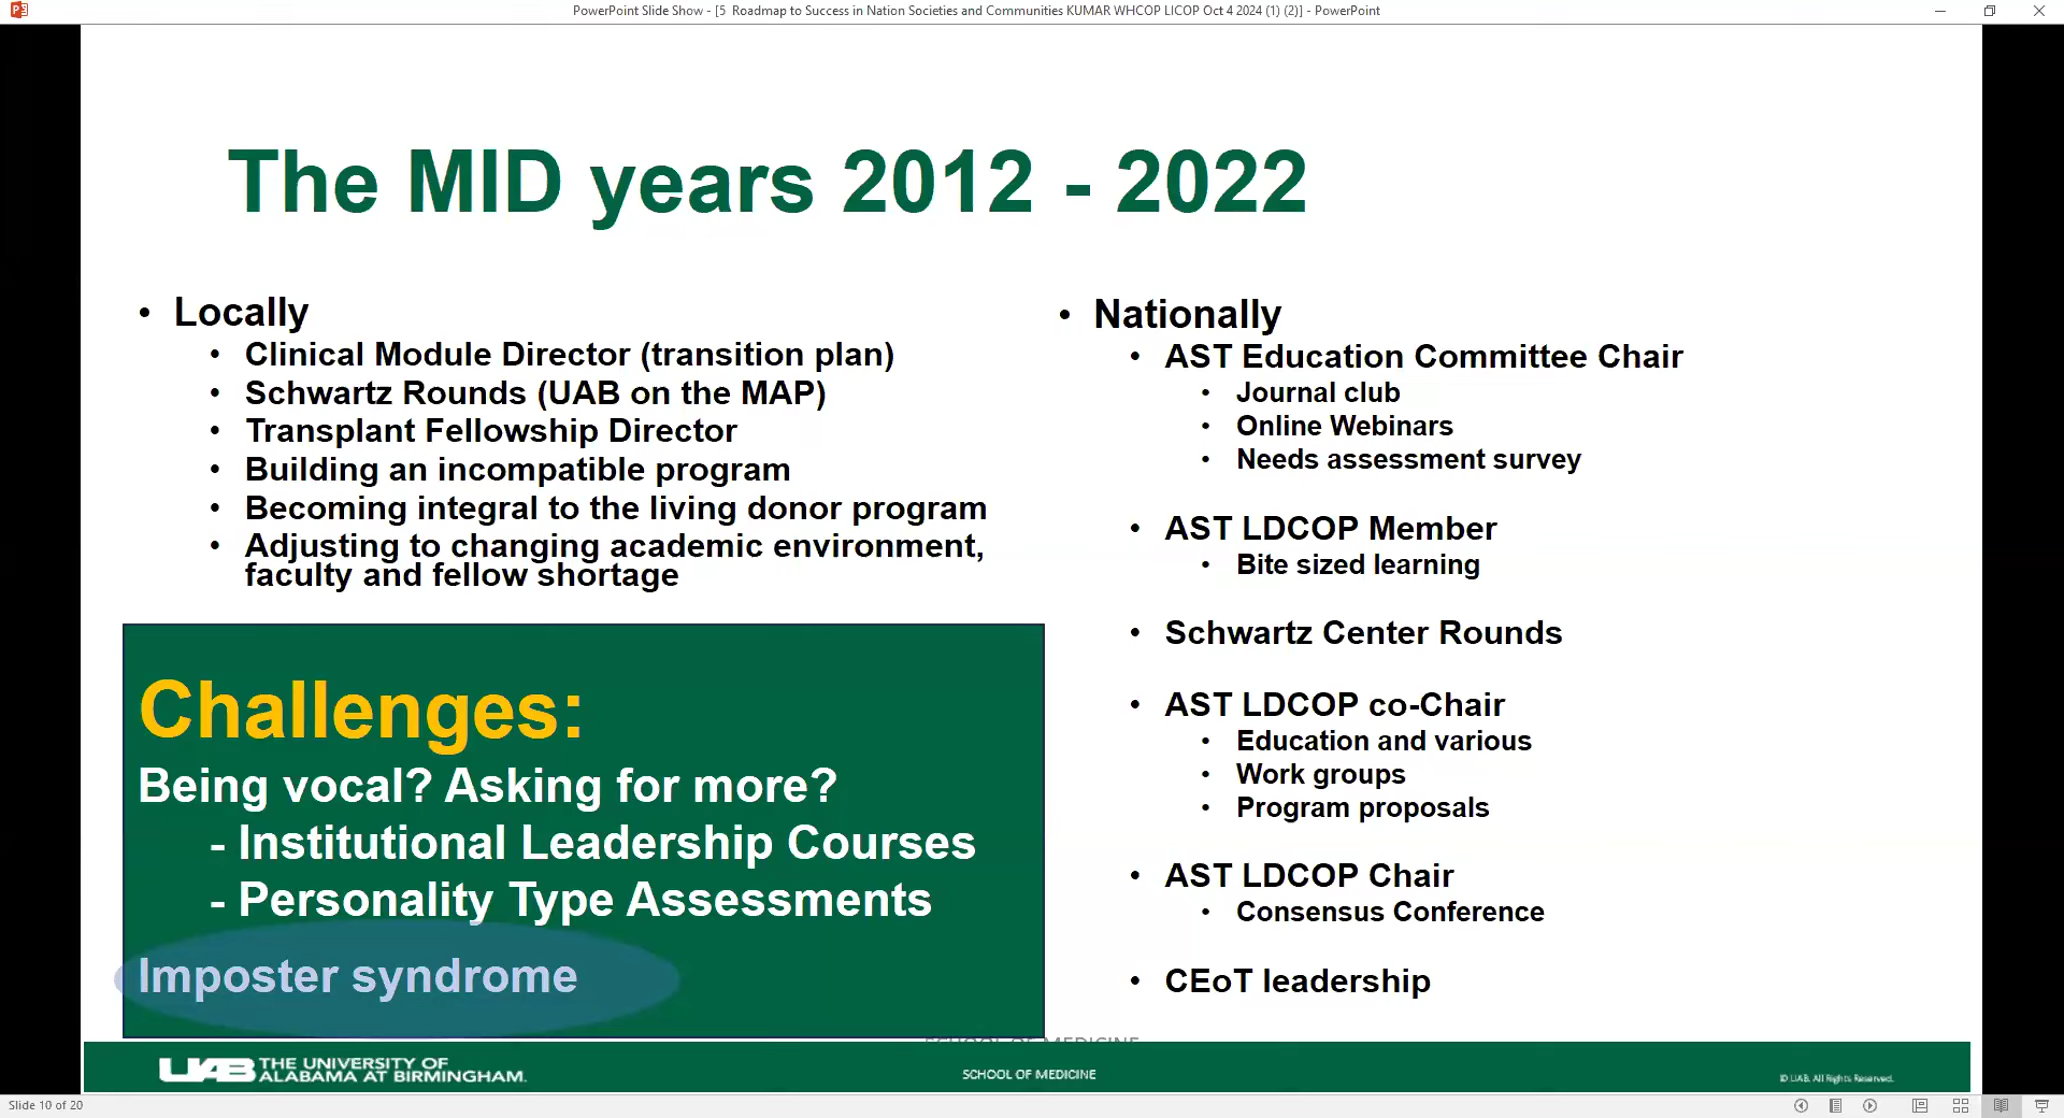 PowerPoint Slide Show - [5 Roadmap to Success in Nation Societies and Communities KUMAR WHCOP LICOP Oct 4 2024 (1) (2)] - PowerPoint
The MID years 2012 - 2022
• Locally
• Clinical Module Director (transition plan)
• Schwartz Rounds (UAB on the MAP)
• Transplant Fellowship Director
• Building an incompatible program
• Becoming integral to the living donor program
• Adjusting to changing academic environment,
faculty and fellow shortage
Challenges:
Being vocal? Asking for more?
- Institutional Leadership Courses
- Personality Type Assessments
Imposter syndrome
• Nationally
• AST Education Committee Chair
• Journal club
• Online Webinars
• Needs assessment survey
• AST LDCOP Member
• Bite sized learning
• Schwartz Center Rounds
• AST LDCOP co-Chair
• Education and various
• Work groups
• Program proposals
• AST LDCOP Chair
• Consensus Conference
• CEoT leadership
SCHOOL OF MEDICINE
UAB THE UNIVERSITY OF
ALABAMA AT BIRMINGHAM.
SCHOOL OF MEDICINE
© UAB. All Rights Reserved.
Slide 10 of 20